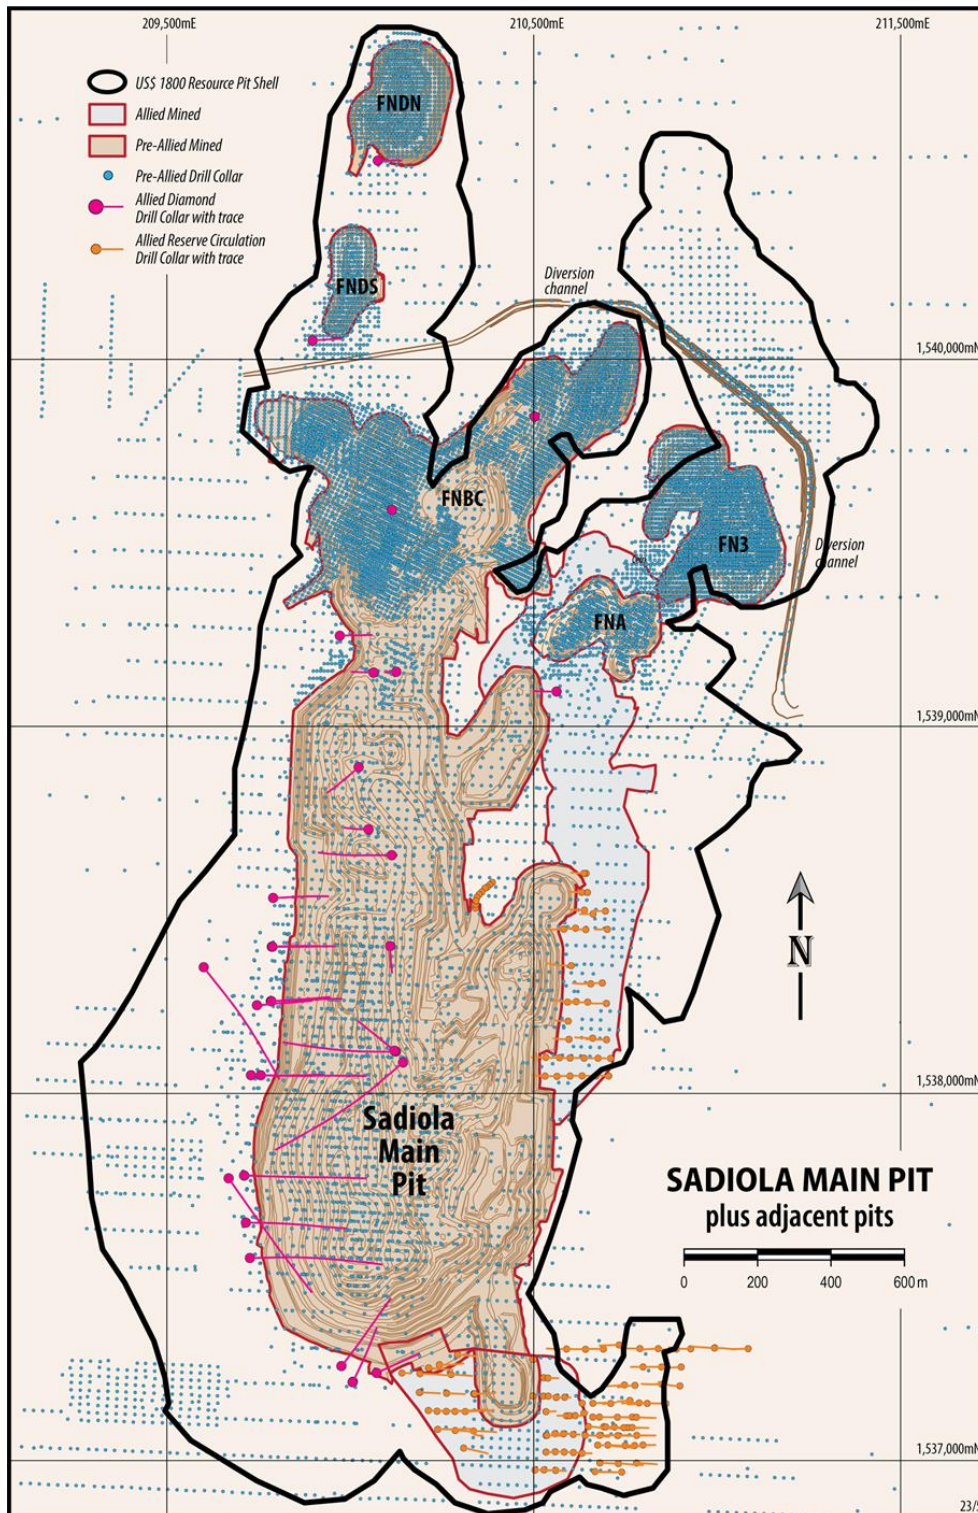 209,500mE
210,500mE
211,500mE
US$ 1800 Resource Pit Shell
Allied Mined
Pre-Allied Mined
Pre-Allied Drill Collar
Allied Diamond
Drill Collar with trace
Allied Reserve Circulation
Drill Collar with trace
FNDN
FNDS
Diversion
channel
1,540,000mN
FNBC
FN3
Diversion
channel
FNA
1,539,000mN
N
1,538,000mN
Sadiola
Main
Pit
SADIOLA MAIN PIT
plus adjacent pits
0 200 400 600 m
1,537,000mN